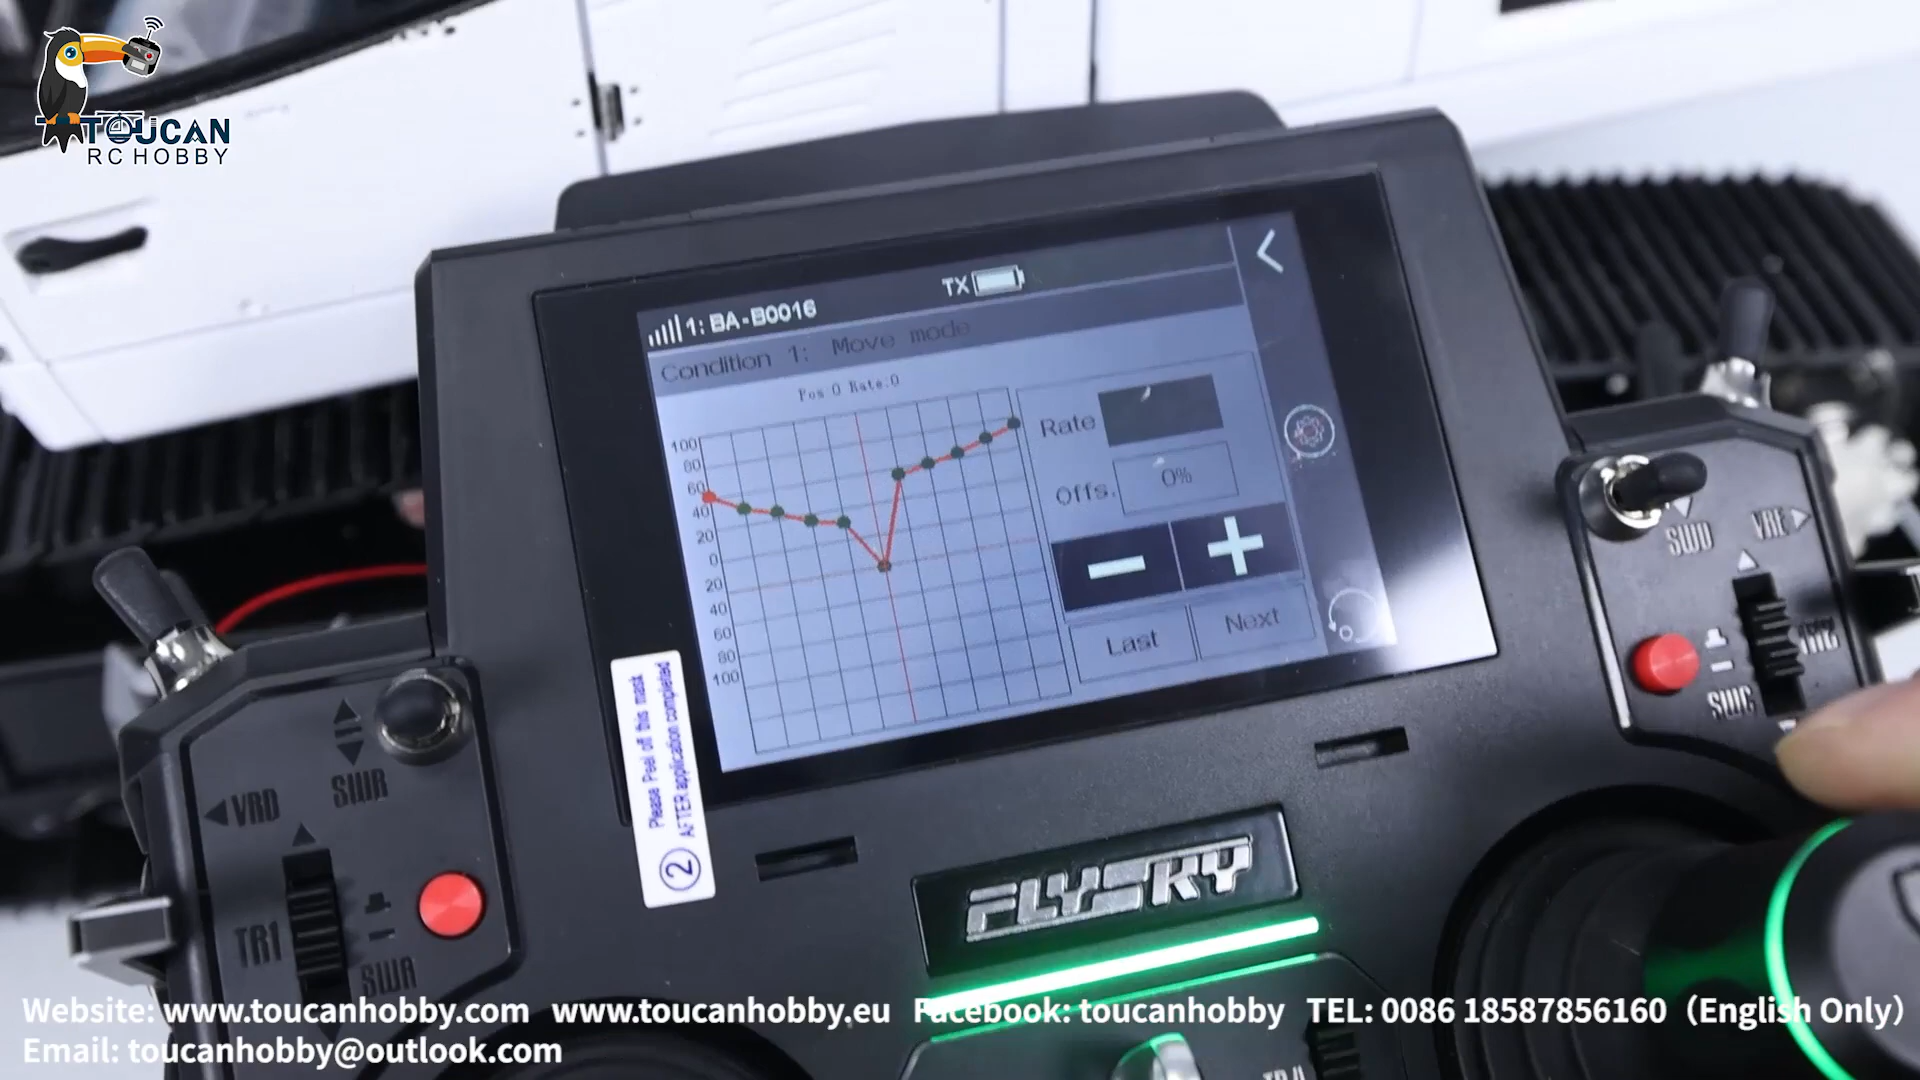 TOUCAN
RC HOBBY
TX
1: BA-B0016
Condition 1: Move mode
Pos 0 Rate:0
100
80
60
40
20
0
20
40
60
80
100
Rate
Offs.
0%
Last
Next
Please Peel off this mask
AFTER application completed
2
SWD
VRE
SWC
SWB
VRD
TR1
SWA
FLYSKY
Website: www.toucanhobby.com www.toucanhobby.eu Facebook: toucanhobby TEL: 0086 18587856160（English Only）
Email: toucanhobby@outlook.com